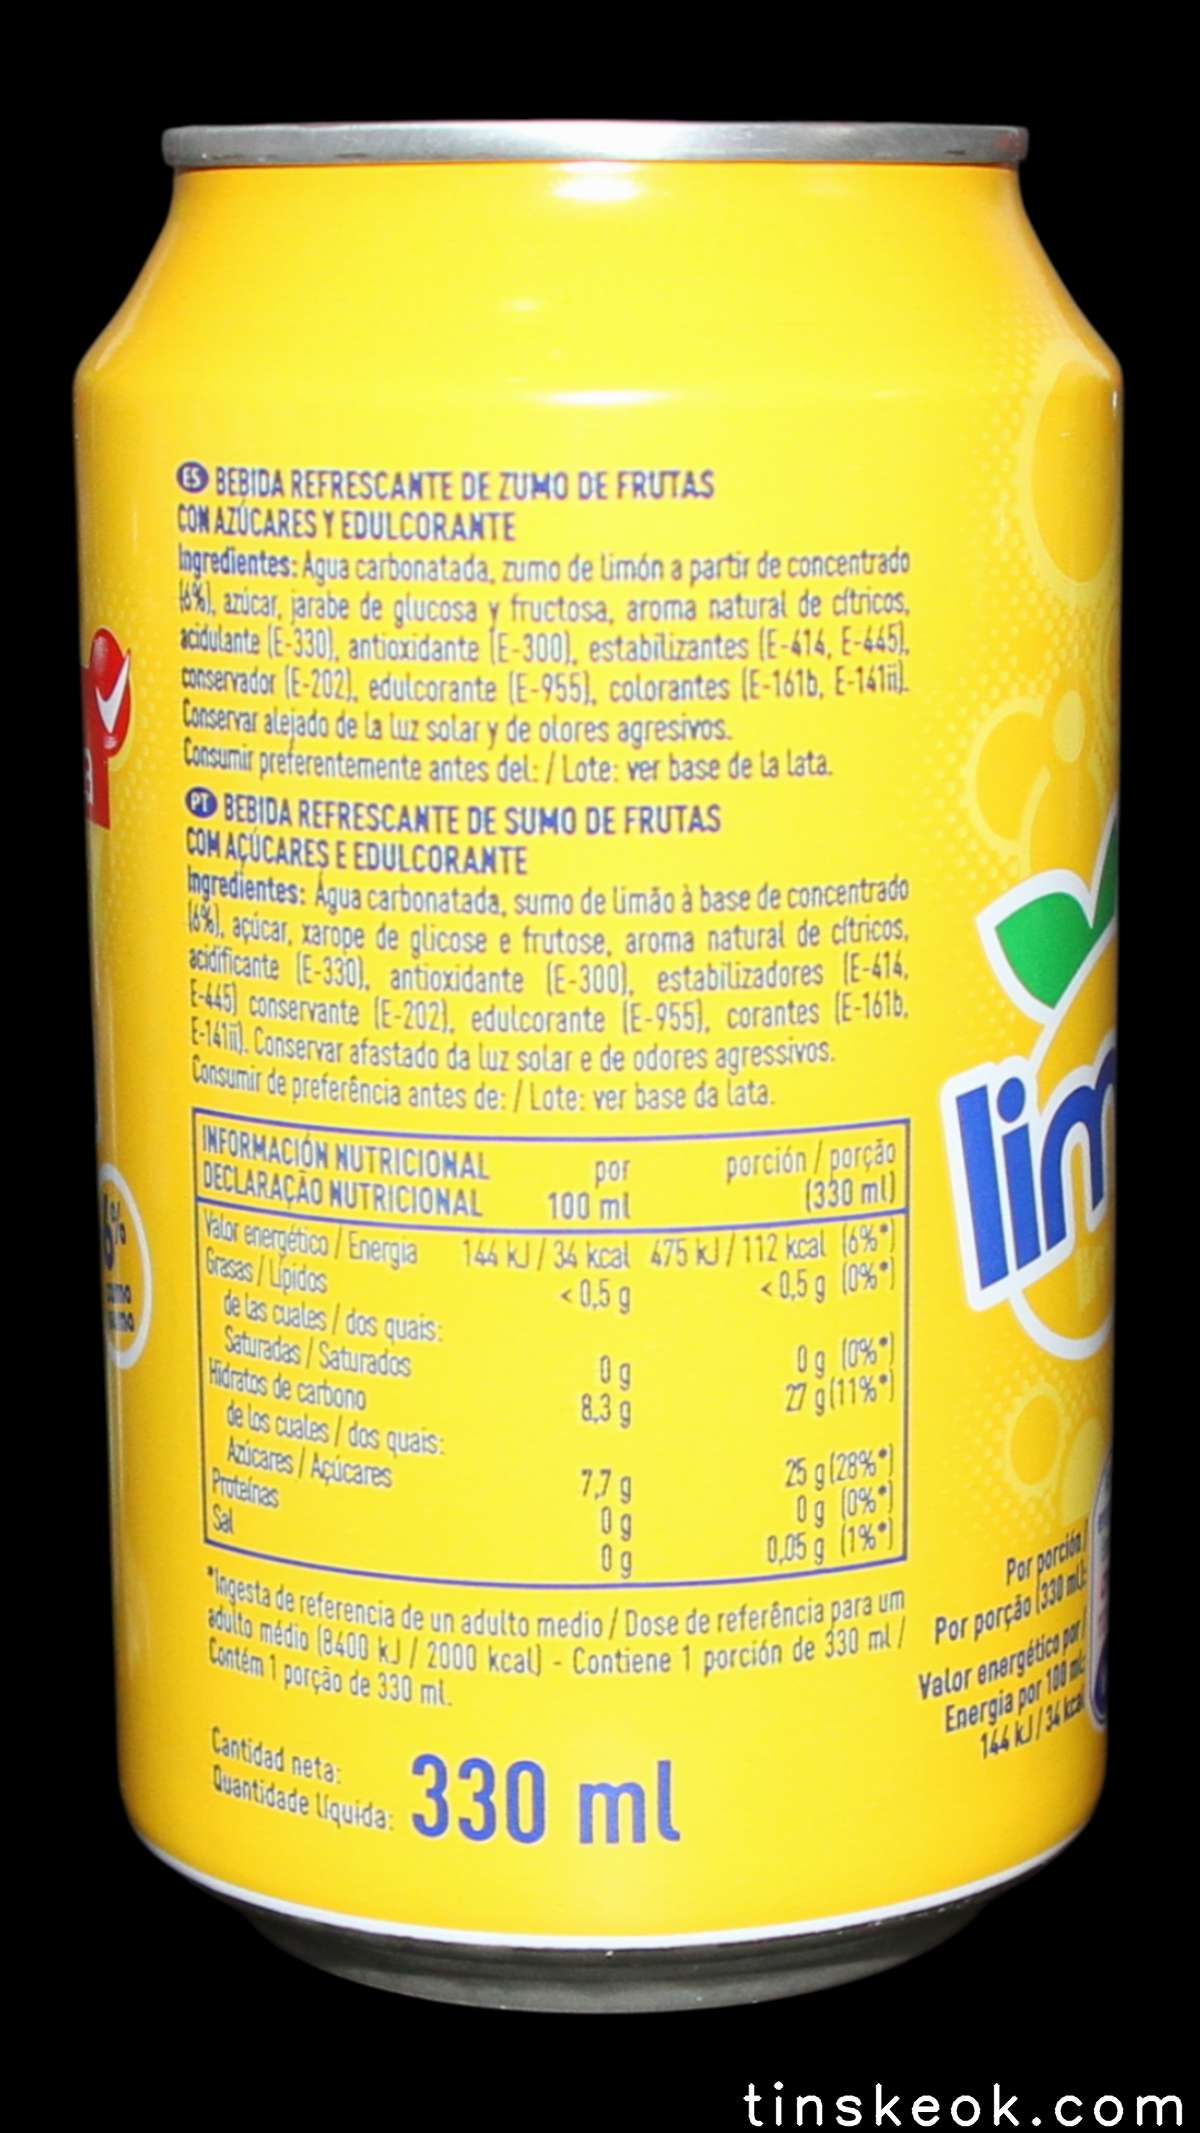 ES BEBIDA REFRESCANTE DE ZUMO DE FRUTAS
CON AZÚCARES Y EDULCORANTE
Ingredientes: Agua carbonatada, zumo de limón a partir de concentrado
(6%), azúcar, jarabe de glucosa y fructosa, aroma natural de cítricos,
acidulante (E-330), antioxidante (E-300), estabilizantes (E-414, E-445),
conservador (E-202), edulcorante (E-955), colorantes (E-161b, E-141ii).
Conservar alejado de la luz solar y de olores agresivos.
Consumir preferentemente antes del: / Lote: ver base de la lata.
PT BEBIDA REFRESCANTE DE SUMO DE FRUTAS
COM AÇÚCARES E EDULCORANTE
Ingredientes: Água carbonatada, sumo de limão à base de concentrado
(6%), açúcar, xarope de glicose e frutose, aroma natural de cítricos,
acidificante (E-330), antioxidante (E-300), estabilizadores (E-414,
E-445) conservante (E-202), edulcorante (E-955), corantes (E-161b,
E-141ii). Conservar afastado da luz solar e de odores agressivos.
Consumir de preferência antes de: / Lote: ver base da lata.
INFORMACIÓN NUTRICIONAL por porción / porção
DECLARAÇÃO NUTRICIONAL 100 ml (330 ml)
Valor energético / Energia 144 kJ / 34 kcal 475 kJ / 112 kcal (6%*)
Grasas / Lípidos < 0,5 g < 0,5 g (0%*)
de las cuales / dos quais:
Saturadas / Saturados 0 g 0 g (0%*)
Hidratos de carbono 8,3 g 27 g (11%*)
de los cuales / dos quais:
Azúcares / Açúcares 7,7 g 25 g (28%*)
Proteínas 0 g 0 g (0%*)
Sal 0 g 0,05 g (1%*)
*Ingesta de referencia de un adulto medio / Dose de referência para um
adulto médio (8400 kJ / 2000 kcal) - Contiene 1 porción de 330 ml /
Contém 1 porção de 330 ml.
Cantidad neta:
Quantidade líquida: 330 ml
6%
lim
Por porción /
Por porção (330 ml):
Valor energético por /
Energia por 100 ml:
144 kJ / 34 kcal
tinskeok.com